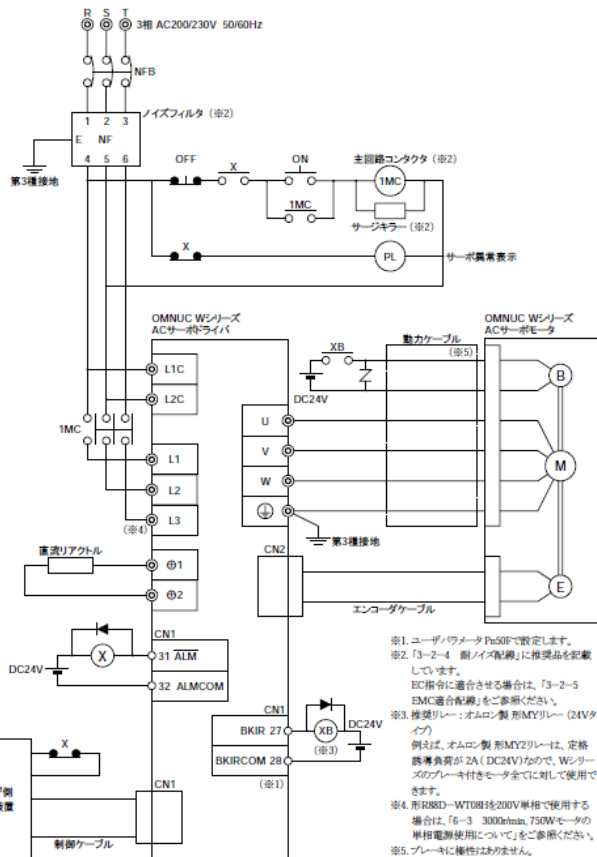 R S T
3相 AC200/230V 50/60Hz
NFB
ノイズフィルタ (※2)
1 2 3
E NF
4 5 6
第3種接地
OFF
X
ON
主回路コンタクタ (※2)
1MC
1MC
サージキラー (※2)
X
PL
サーボ異常表示
OMNUC Wシリーズ
ACサーボドライバ
OMNUC Wシリーズ
ACサーボモータ
XB
動力ケーブル
(※5)
B
L1C
DC24V
L2C
U
1MC
V
M
L1
W
L2
(※4)
L3
第3種接地
直流リアクトル
CN2
⊕1
E
⊕2
エンコーダケーブル
CN1
X
31 ALM
DC24V
32 ALMCOM
CN1
BKIR 27
XB
DC24V
(※3)
BKIRCOM 28
(※1)
X
側
装置
CN1
制御ケーブル
※1. ユーザパラメータ Pn50Fで設定します。
※2. 「3-2-4 耐ノイズ配線」に推奨品を記載
しています。
EC指令に適合させる場合は、「3-2-5
EMC適合配線」をご参照ください。
※3. 推奨リレー：オムロン製 形MYリレー (24Vタ
イプ)
例えば、オムロン製 形MY2リレーは、定格
誘導負荷が 2A ( DC24V) なので、Wシリー
ズのブレーキ付きモータ全てに対して使用で
きます。
※4. 形R88D-WT08Hを200V単相で使用する
場合は、「6-3 3000r/min, 750Wモータの
単相電源使用について」をご参照ください。
※5. ブレーキに極性はありません。